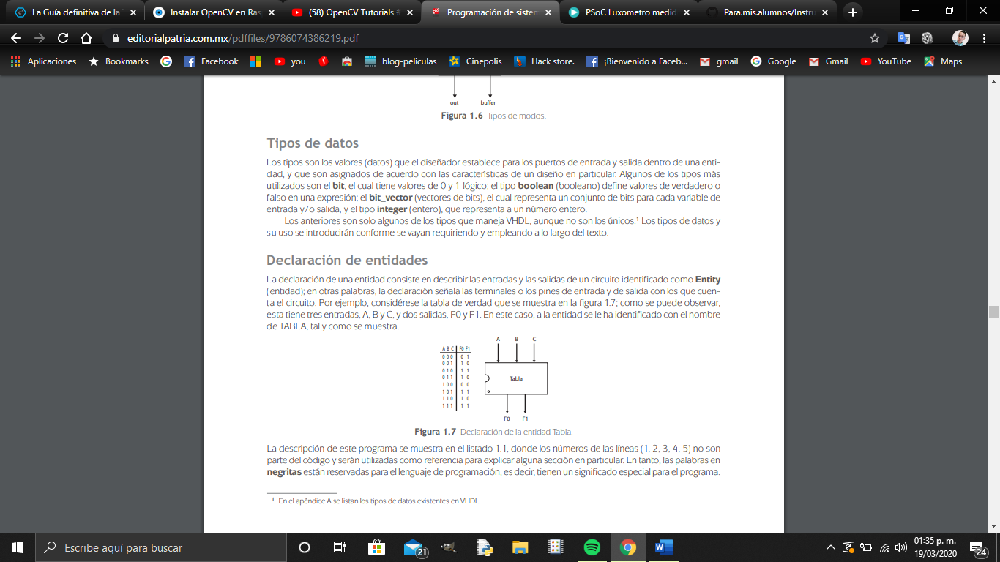 La Guía definitiva de la
Instalar OpenCV en Ras
(58) OpenCV Tutorials
Programación de sistem
PSoC Luxometro medid
Para.mis.alumnos/Instru
editorialpatria.com.mx/pdffiles/9786074386219.pdf
Aplicaciones
Bookmarks
Facebook
you
blog-peliculas
Cinepolis
Hack store.
¡Bienvenido a Faceb...
gmail
Google
Gmail
YouTube
Maps
out buffer
Figura 1.6 Tipos de modos.
Tipos de datos
Los tipos son los valores (datos) que el diseñador establece para los puertos de entrada y salida dentro de una enti-
dad, y que son asignados de acuerdo con las características de un diseño en particular. Algunos de los tipos más
utilizados son el bit, el cual tiene valores de 0 y 1 lógico; el tipo boolean (booleano) define valores de verdadero o
falso en una expresión; el bit_vector (vectores de bits), el cual representa un conjunto de bits para cada variable de
entrada y/o salida, y el tipo integer (entero), que representa a un número entero.
Los anteriores son solo algunos de los tipos que maneja VHDL, aunque no son los únicos.¹ Los tipos de datos y
su uso se introducirán conforme se vayan requiriendo y empleando a lo largo del texto.
Declaración de entidades
La declaración de una entidad consiste en describir las entradas y las salidas de un circuito identificado como Entity
(entidad); en otras palabras, la declaración señala las terminales o los pines de entrada y de salida con los que cuen-
ta el circuito. Por ejemplo, considérese la tabla de verdad que se muestra en la figura 1.7; como se puede observar,
esta tiene tres entradas, A, B y C, y dos salidas, F0 y F1. En este caso, a la entidad se le ha identificado con el nombre
de TABLA, tal y como se muestra.
A B C F0 F1
0 0 0 0 1
0 0 1 1 0
0 1 0 1 1
0 1 1 1 0
1 0 0 0 0
1 0 1 1 1
1 1 0 1 0
1 1 1 1 1
A B C
Tabla
F0 F1
Figura 1.7 Declaración de la entidad Tabla.
La descripción de este programa se muestra en el listado 1.1, donde los números de las líneas (1, 2, 3, 4, 5) no son
parte del código y serán utilizadas como referencia para explicar alguna sección en particular. En tanto, las palabras en
negritas están reservadas para el lenguaje de programación, es decir, tienen un significado especial para el programa.
¹ En el apéndice A se listan los tipos de datos existentes en VHDL.
Escribe aquí para buscar
21
01:35 p. m.
19/03/2020
24